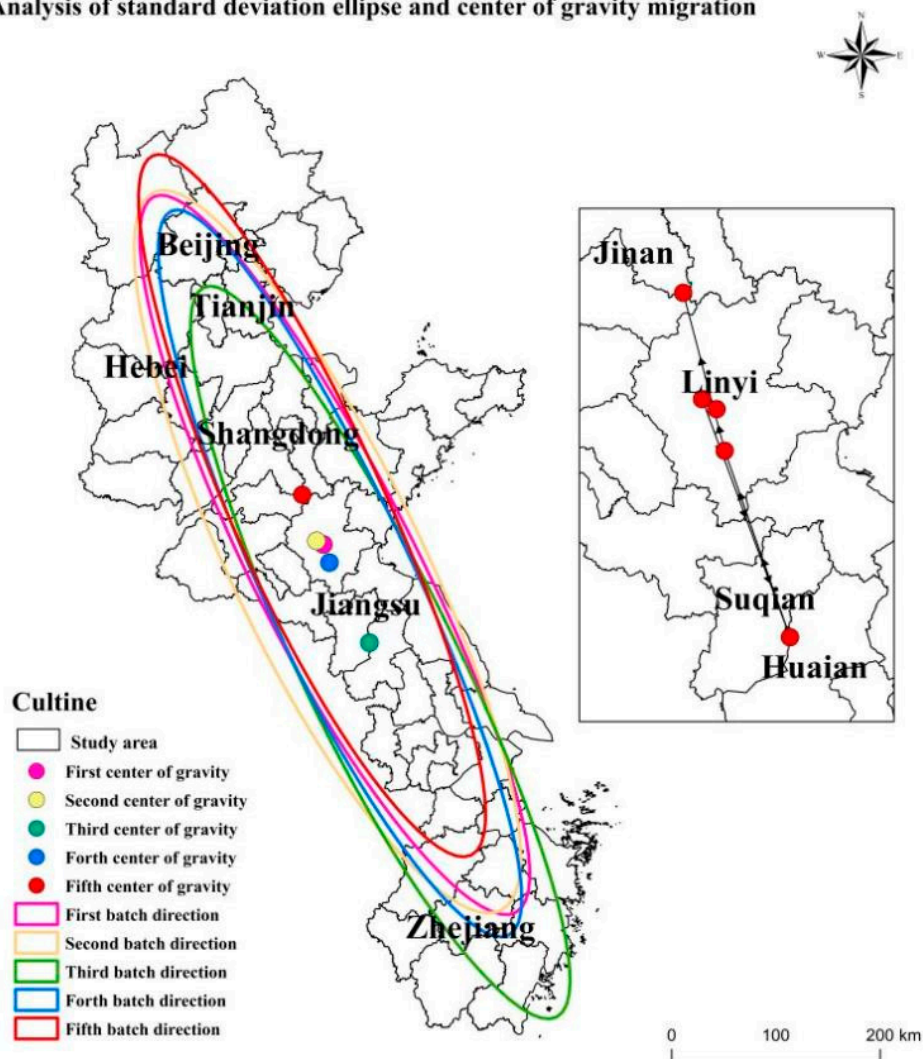 Analysis of standard deviation ellipse and center of gravity migration
N
W
E
S
Beijing
Tianjin
Hebei
Shangdong
Jiangsu
Zhejiang
Jinan
Linyi
Suqian
Huaian
Cultine
Study area
First center of gravity
Second center of gravity
Third center of gravity
Forth center of gravity
Fifth center of gravity
First batch direction
Second batch direction
Third batch direction
Forth batch direction
Fifth batch direction
0 100 200 km